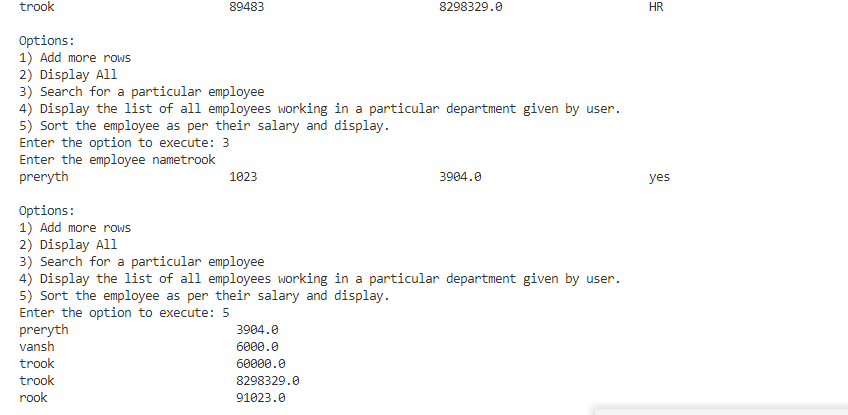 trook 89483 8298329.0 HR
Options:
1) Add more rows
2) Display All
3) Search for a particular employee
4) Display the list of all employees working in a particular department given by user.
5) Sort the employee as per their salary and display.
Enter the option to execute: 3
Enter the employee nametrook
preryth 1023 3904.0 yes
Options:
1) Add more rows
2) Display All
3) Search for a particular employee
4) Display the list of all employees working in a particular department given by user.
5) Sort the employee as per their salary and display.
Enter the option to execute: 5
preryth 3904.0
vansh 6000.0
trook 60000.0
trook 8298329.0
rook 91023.0